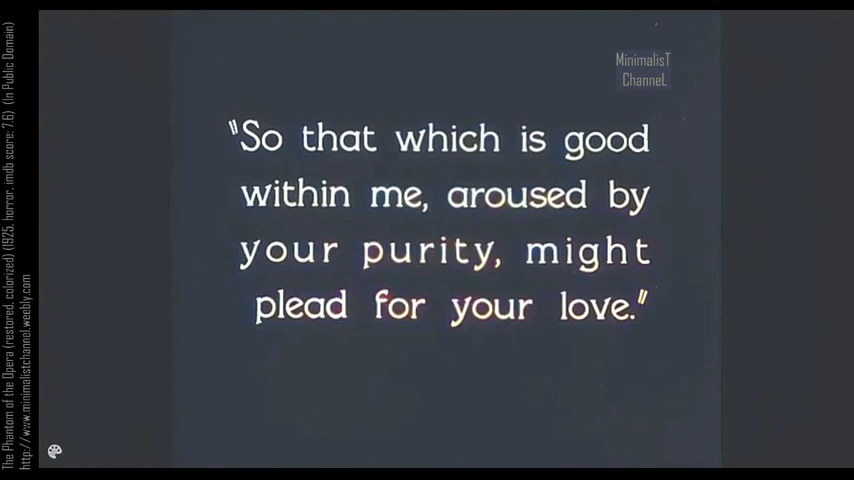 The Phantom of the Opera (restored, colorized) (1925, horror, imdb score: 7.6) (In Public Domain)
http://www.minimalistchannel.weebly.com
MinimalisT
ChanneL
"So that which is good
within me, aroused by
your purity, might
plead for your love."